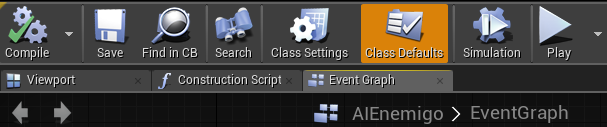 Compile Save Find in CB Search Class Settings Class Defaults Simulation Play
Viewport Construction Script Event Graph
AIEnemigo > EventGraph